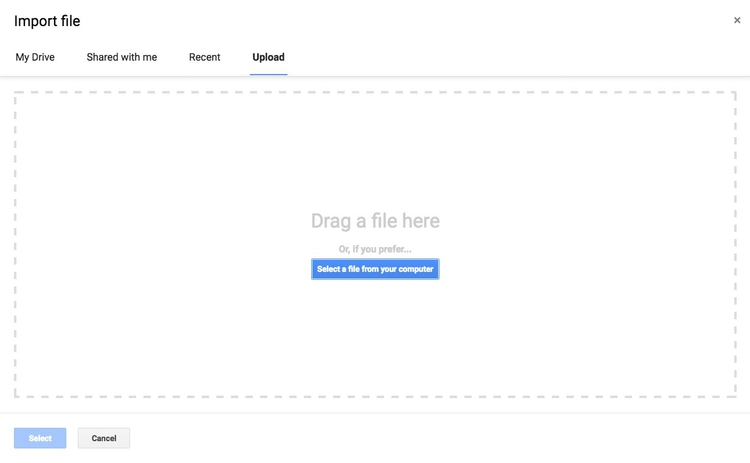 Import file
×
My Drive Shared with me Recent Upload
Drag a file here
Or, if you prefer...
Select a file from your computer
Select Cancel